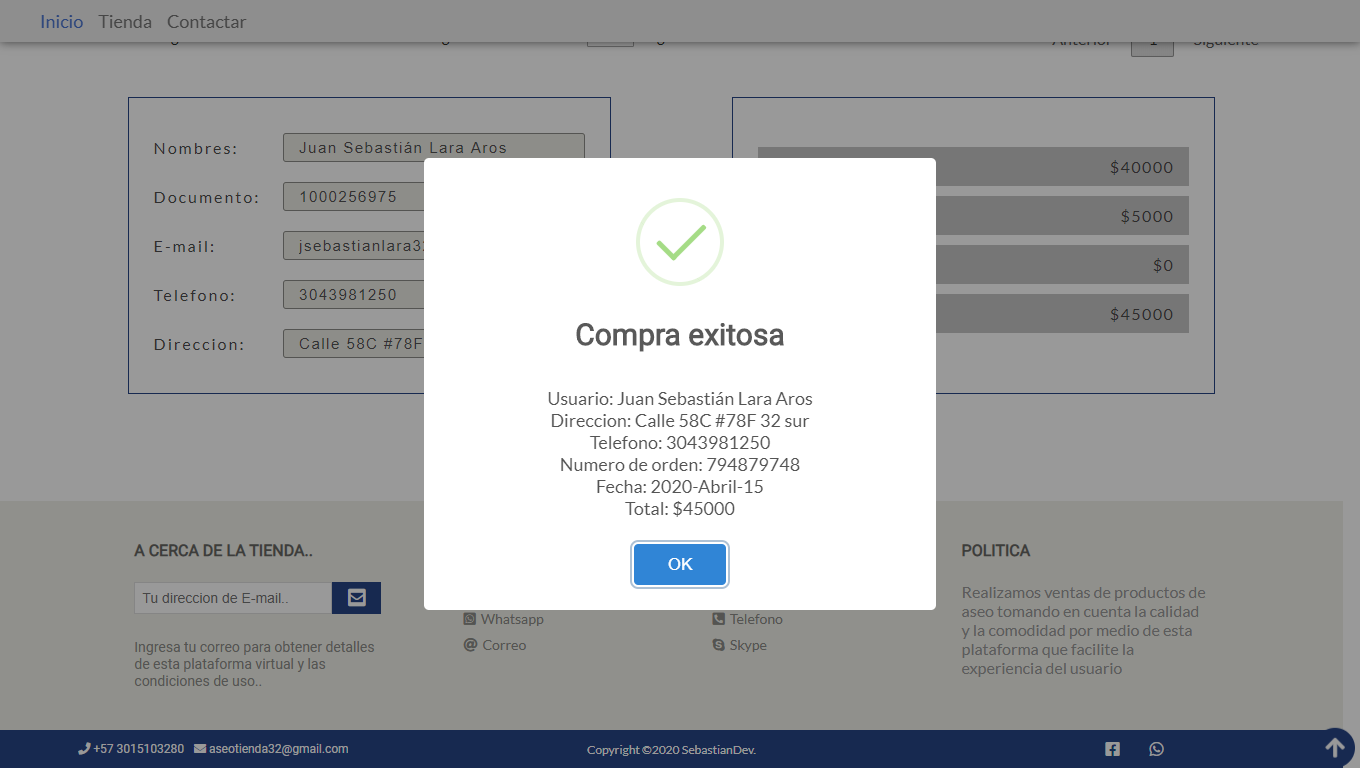 Inicio Tienda Contactar
1 Siguiente
Nombres: Juan Sebastián Lara Aros
Documento: 1000256975
E-mail: jsebastianlara32
Telefono: 3043981250
Direccion: Calle 58C #78F
$40000
$5000
$0
$45000
Compra exitosa
Usuario: Juan Sebastián Lara Aros
Direccion: Calle 58C #78F 32 sur
Telefono: 3043981250
Numero de orden: 794879748
Fecha: 2020-Abril-15
Total: $45000
OK
A CERCA DE LA TIENDA..
Tu direccion de E-mail..
Ingresa tu correo para obtener detalles
de esta plataforma virtual y las
condiciones de uso..
Whatsapp
Correo
Telefono
Skype
POLITICA
Realizamos ventas de productos de
aseo tomando en cuenta la calidad
y la comodidad por medio de esta
plataforma que facilite la
experiencia del usuario
+57 3015103280 aseotienda32@gmail.com
Copyright ©2020 SebastianDev.